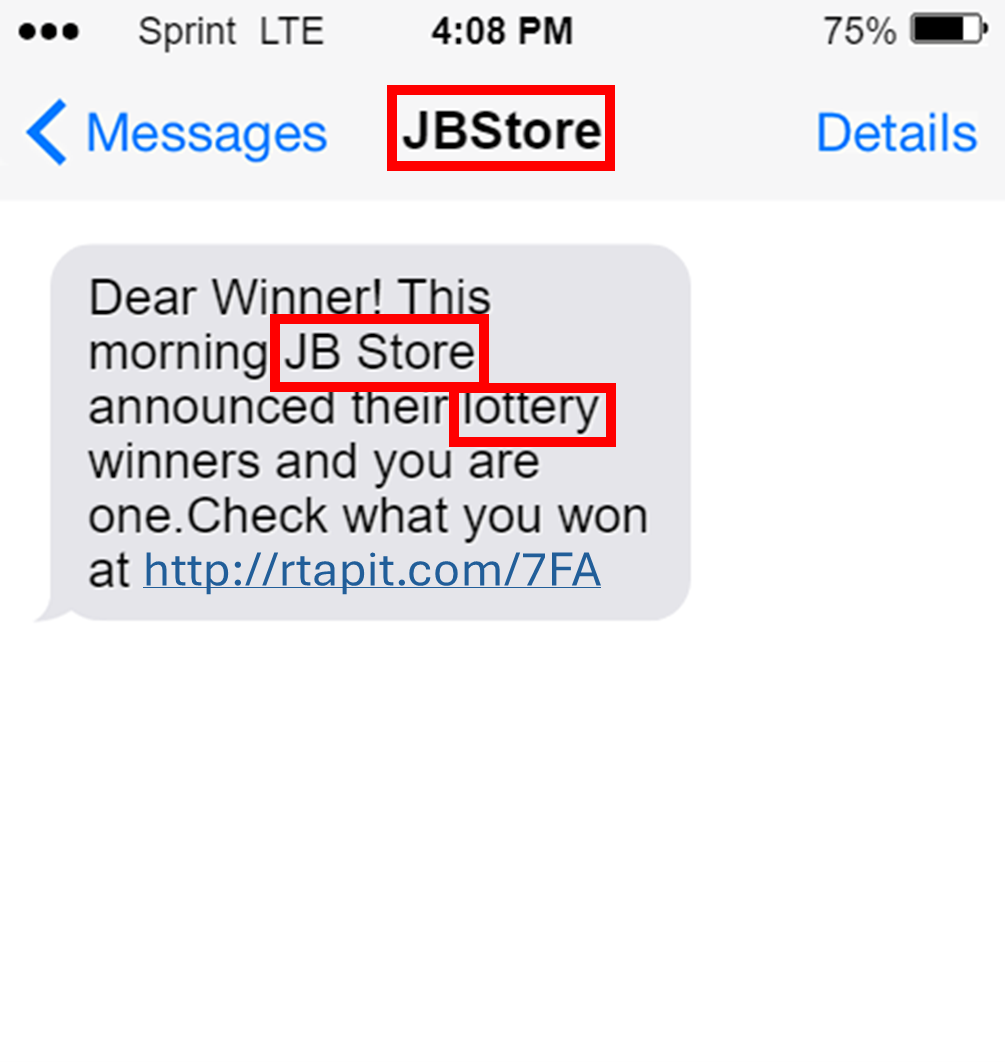 Sprint LTE 4:08 PM 75%
Messages JBStore Details
Dear Winner! This
morning JB Store
announced their lottery
winners and you are
one.Check what you won
at http://rtapit.com/7FA